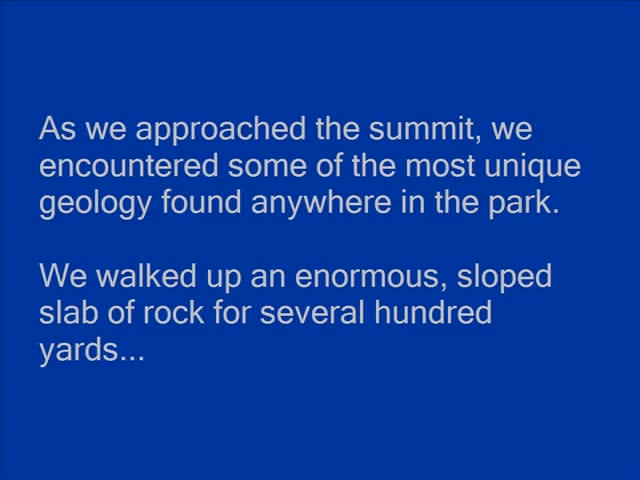 As we approached the summit, we
encountered some of the most unique
geology found anywhere in the park.
We walked up an enormous, sloped
slab of rock for several hundred
yards...